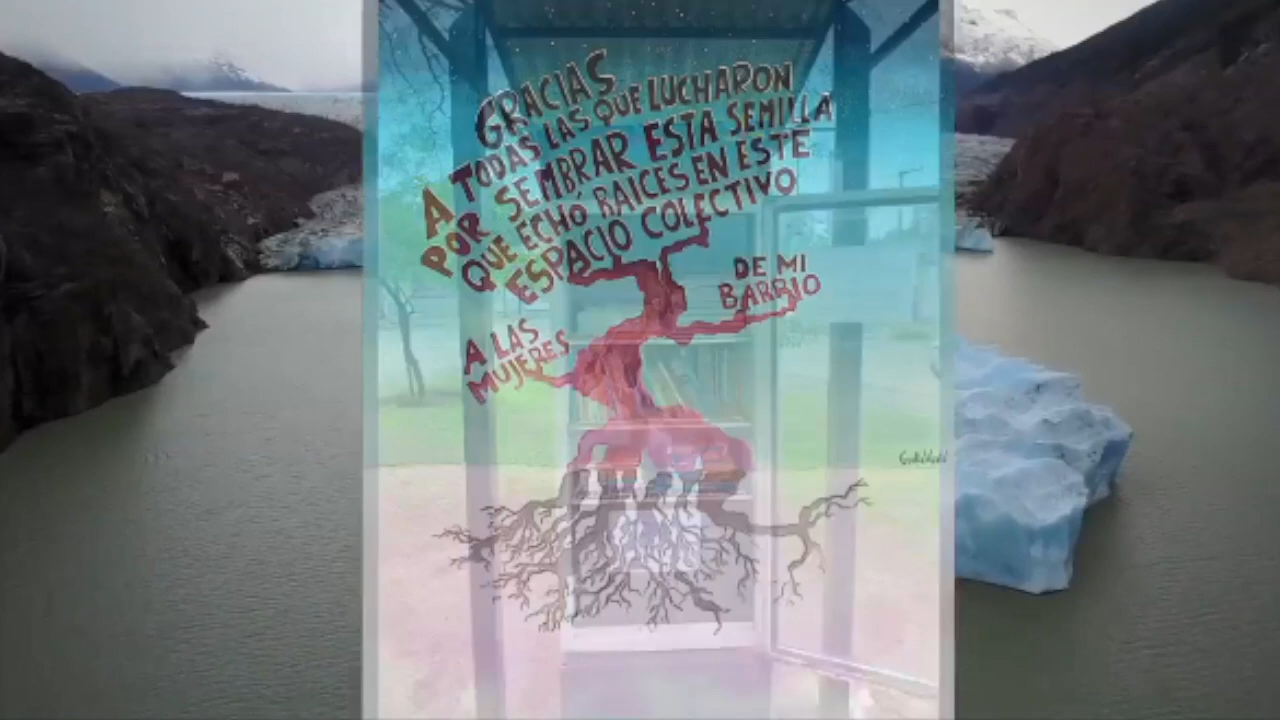 GRACIAS
A TODAS LAS QUE LUCHARON
POR SEMBRAR ESTA SEMILLA
QUE ECHÓ RAICES EN ESTE
ESPACIO COLECTIVO
A LAS
MUJERES
DE MI
BARRIO